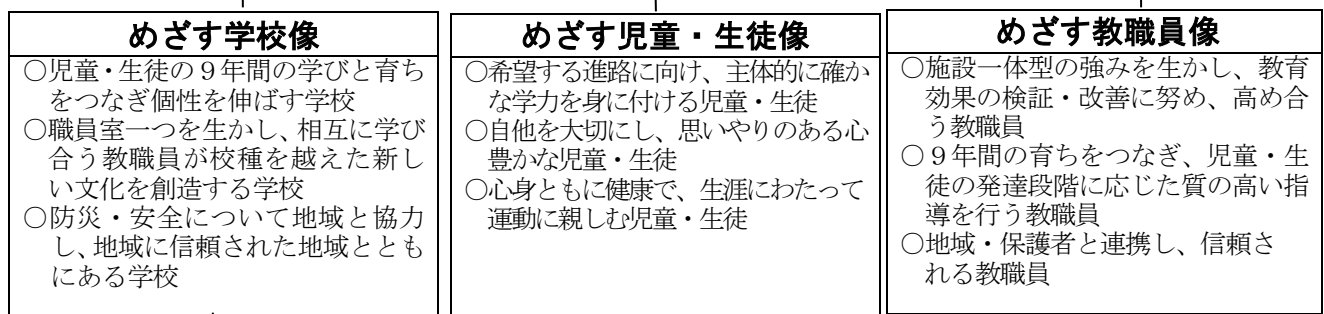 めざす学校像
○児童・生徒の９年間の学びと育ち
をつなぎ個性を伸ばす学校
○職員室一つを生かし、相互に学び
合う教職員が校種を越えた新し
い文化を創造する学校
○防災・安全について地域と協力
し、地域に信頼された地域ととも
にある学校
めざす児童・生徒像
○希望する進路に向け、主体的に確か
な学力を身に付ける児童・生徒
○自他を大切にし、思いやりのある心
豊かな児童・生徒
○心身ともに健康で、生涯にわたって
運動に親しむ児童・生徒
めざす教職員像
○施設一体型の強みを生かし、教育
効果の検証・改善に努め、高め合
う教職員
○９年間の育ちをつなぎ、児童・生
徒の発達段階に応じた質の高い指
導を行う教職員
○地域・保護者と連携し、信頼さ
れる教職員